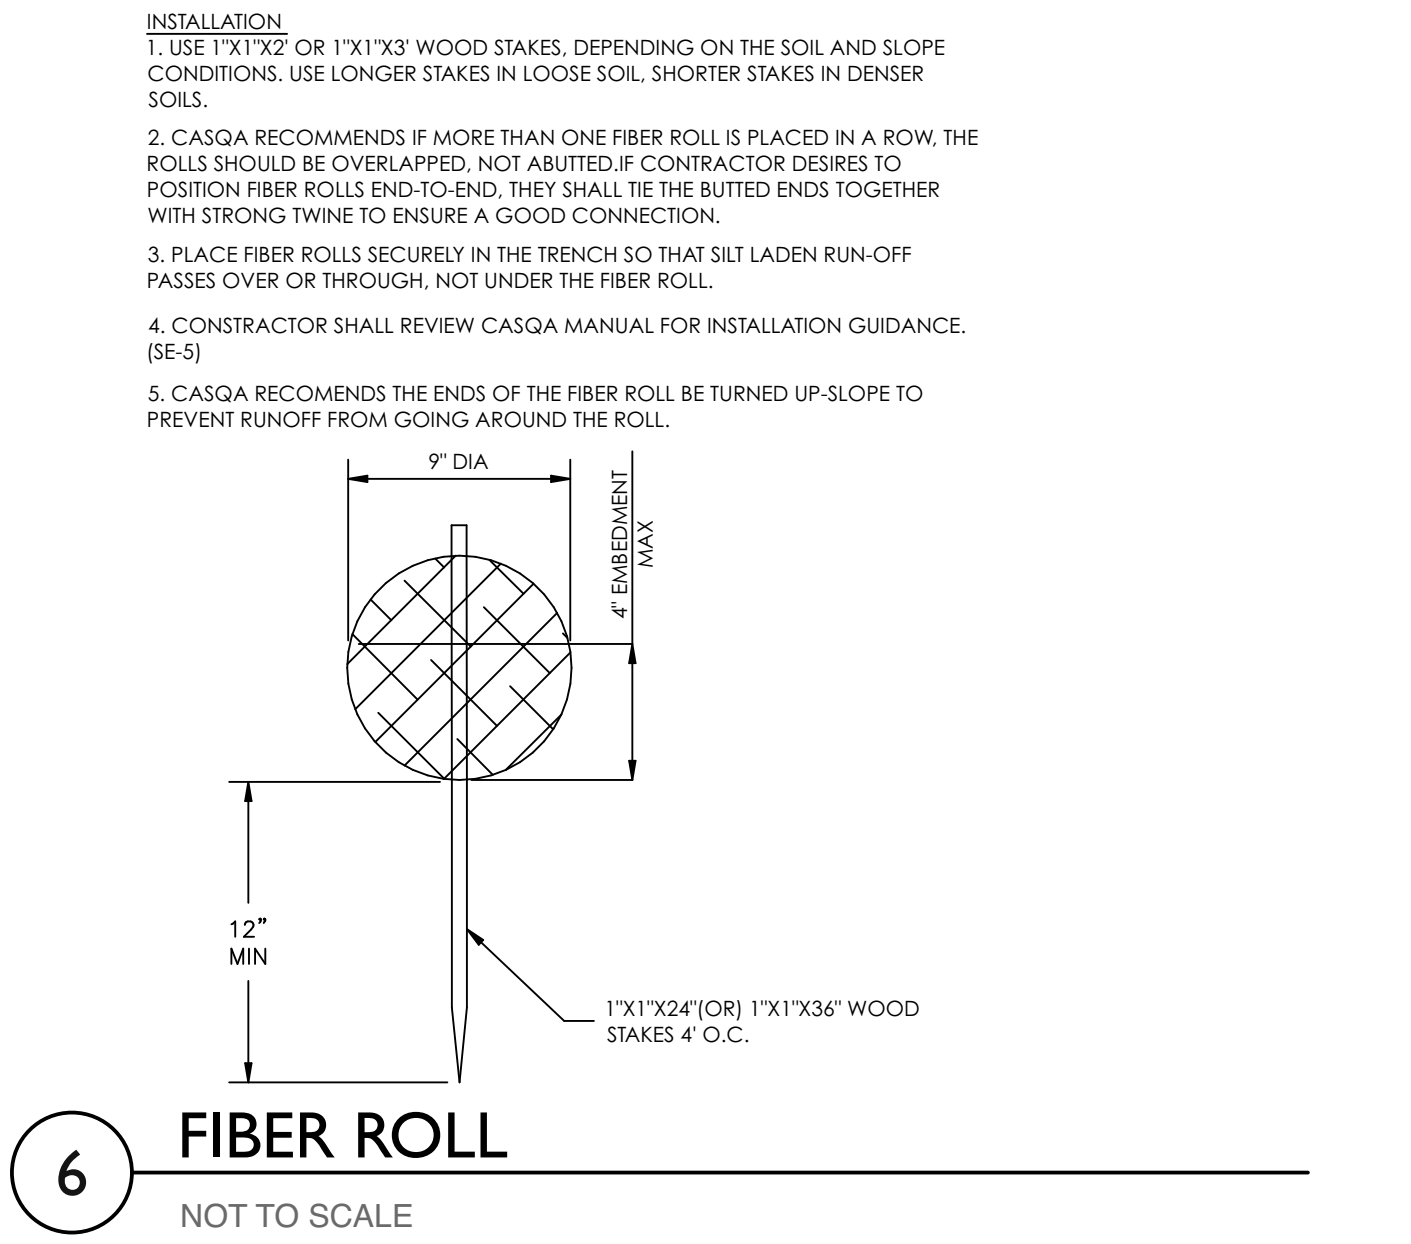 INSTALLATION
1. USE 1"X1"X2' OR 1"X1"X3' WOOD STAKES, DEPENDING ON THE SOIL AND SLOPE
CONDITIONS. USE LONGER STAKES IN LOOSE SOIL, SHORTER STAKES IN DENSER
SOILS.
2. CASQA RECOMMENDS IF MORE THAN ONE FIBER ROLL IS PLACED IN A ROW, THE
ROLLS SHOULD BE OVERLAPPED, NOT ABUTTED.IF CONTRACTOR DESIRES TO
POSITION FIBER ROLLS END-TO-END, THEY SHALL TIE THE BUTTED ENDS TOGETHER
WITH STRONG TWINE TO ENSURE A GOOD CONNECTION.
3. PLACE FIBER ROLLS SECURELY IN THE TRENCH SO THAT SILT LADEN RUN-OFF
PASSES OVER OR THROUGH, NOT UNDER THE FIBER ROLL.
4. CONSTRACTOR SHALL REVIEW CASQA MANUAL FOR INSTALLATION GUIDANCE.
(SE-5)
5. CASQA RECOMENDS THE ENDS OF THE FIBER ROLL BE TURNED UP-SLOPE TO
PREVENT RUNOFF FROM GOING AROUND THE ROLL.
9" DIA
4" EMBEDMENT
MAX
12”
MIN
1"X1"X24"(OR) 1"X1"X36" WOOD
STAKES 4' O.C.
6
FIBER ROLL
NOT TO SCALE